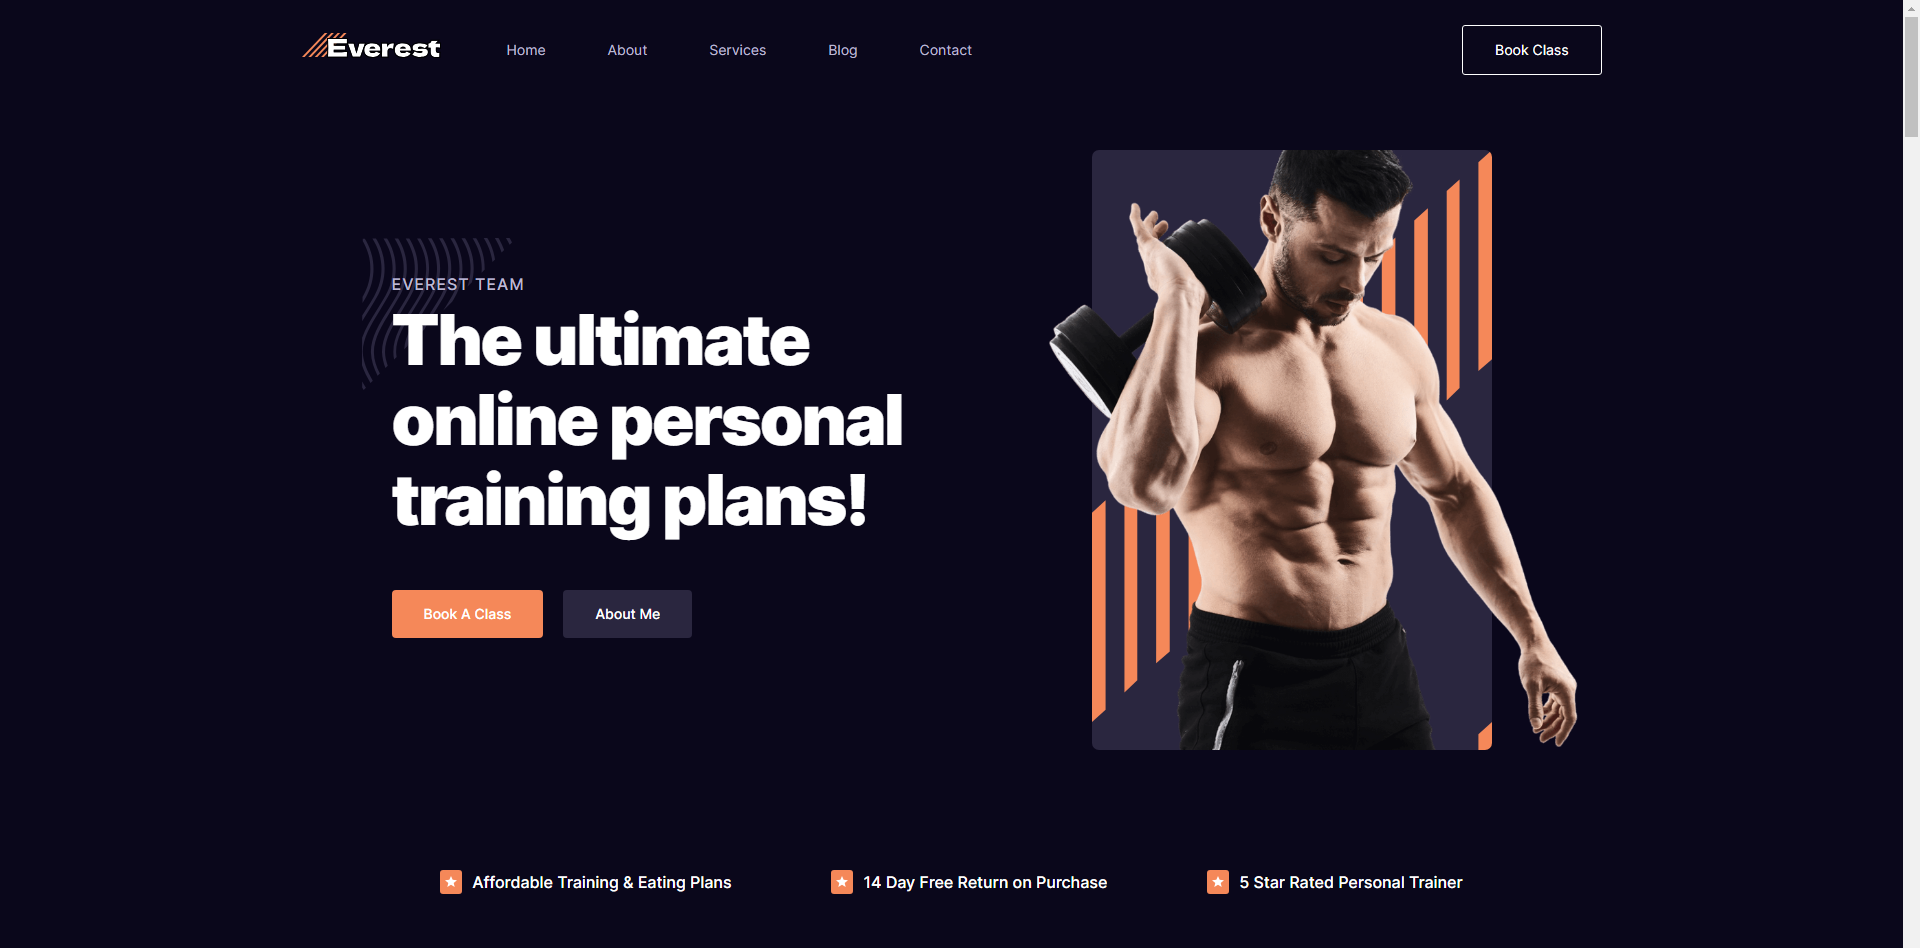 Everest
Home
About
Services
Blog
Contact
Book Class
EVEREST TEAM
The ultimate
online personal
training plans!
Book A Class
About Me
Affordable Training & Eating Plans
14 Day Free Return on Purchase
5 Star Rated Personal Trainer